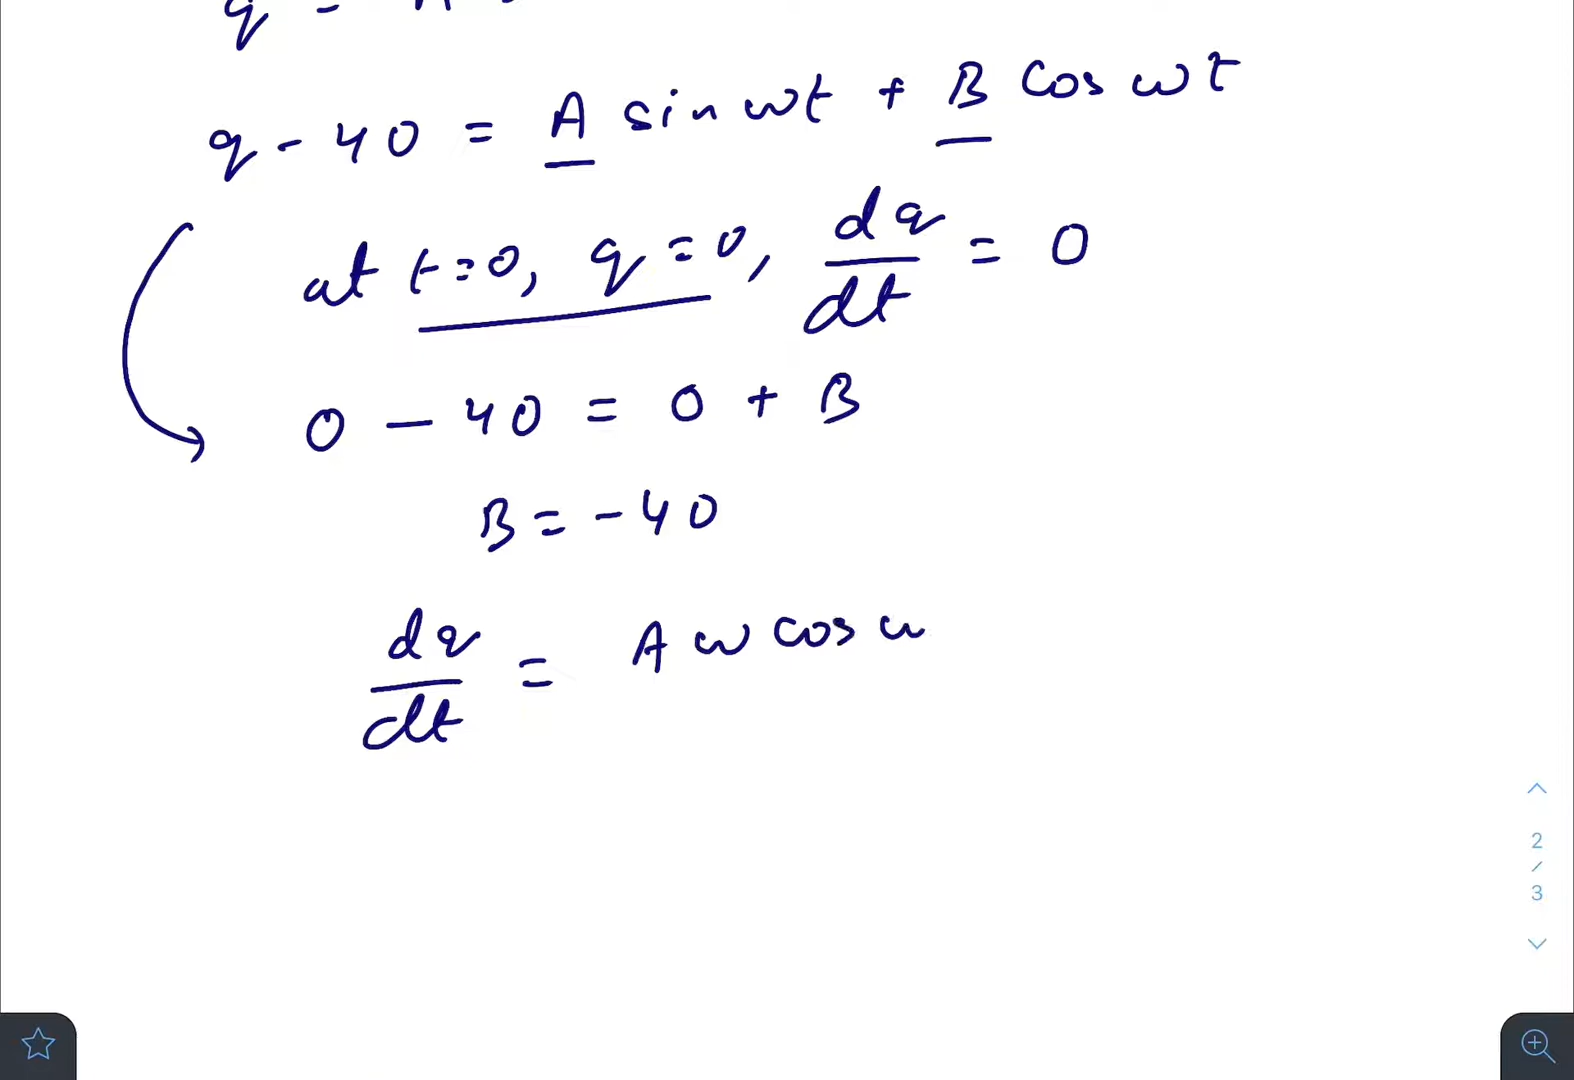 q =
q - 40 = A sin ωt + B cos ωt
at t=0, q=0, dq/dt = 0
0 - 40 = 0 + B
B = -40
dq/dt = A ω cos ω
2
/
3